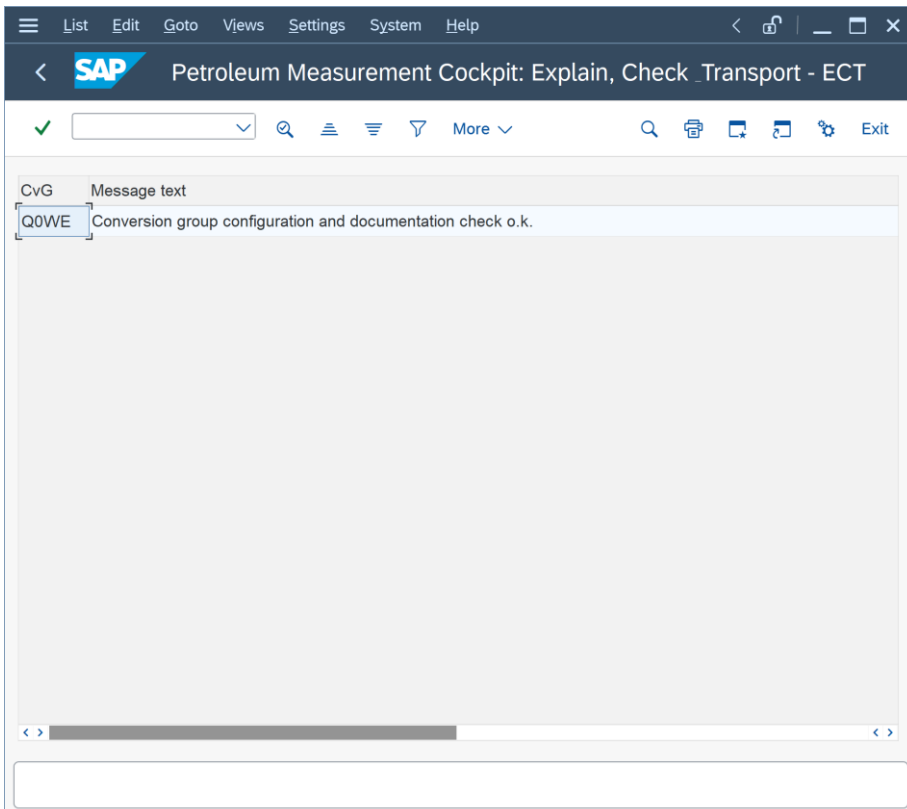 List Edit Goto Views Settings System Help
SAP Petroleum Measurement Cockpit: Explain, Check _Transport - ECT
More Exit
CvG Message text
Q0WE Conversion group configuration and documentation check o.k.